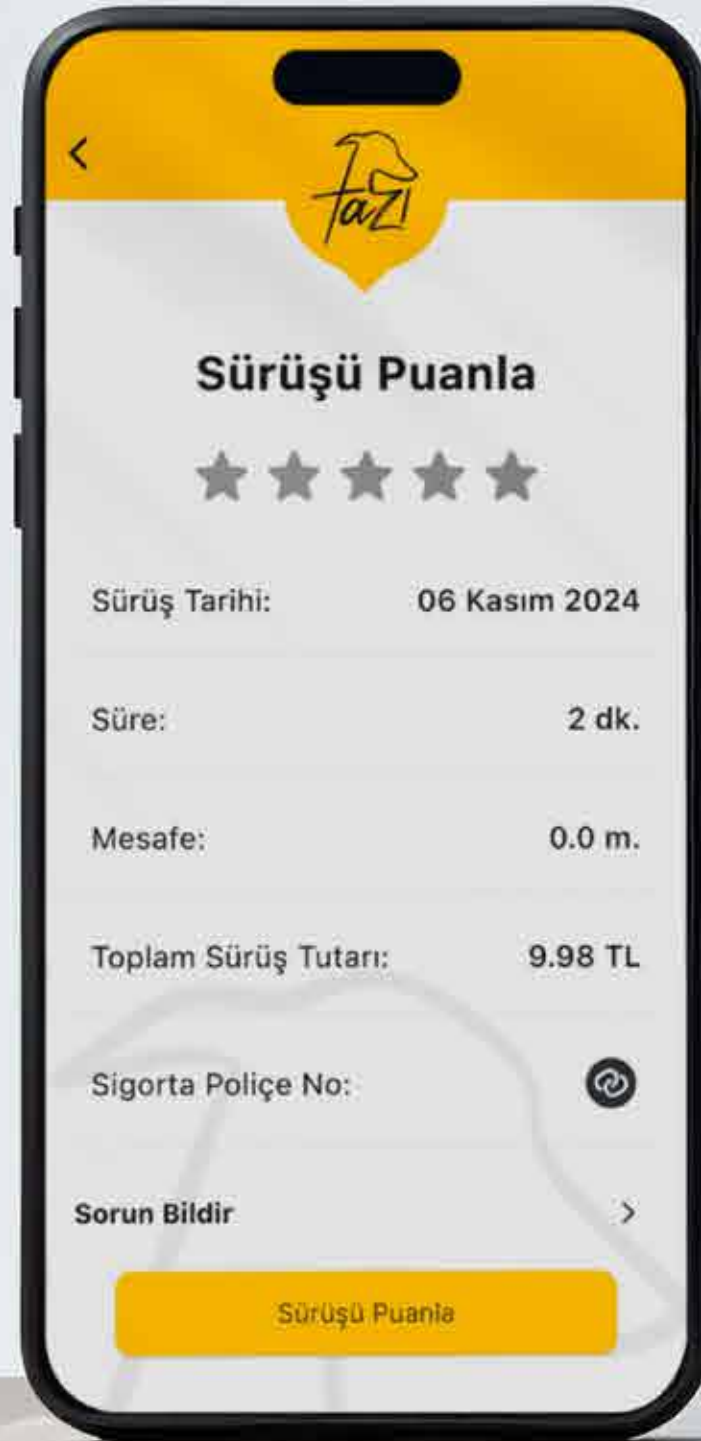 Tazı
Sürüşü Puanla
Sürüş Tarihi: 06 Kasım 2024
Süre: 2 dk.
Mesafe: 0.0 m.
Toplam Sürüş Tutarı: 9.98 TL
Sigorta Poliçe No:
Sorun Bildir
Sürüşü Puanla